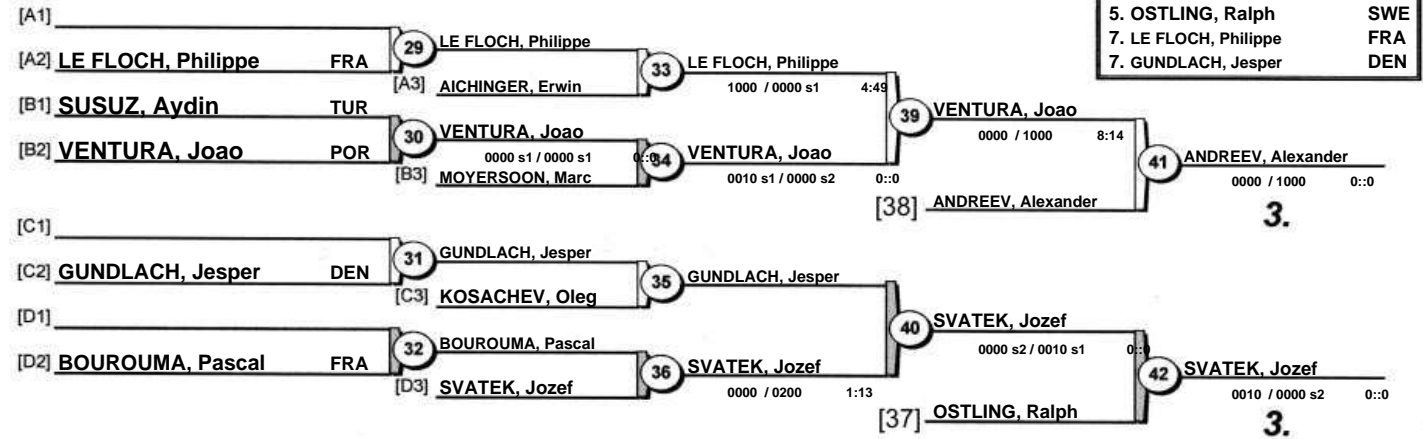 5. OSTLING, Ralph SWE
7. LE FLOCH, Philippe FRA
7. GUNDLACH, Jesper DEN
[A1]
29 LE FLOCH, Philippe
[A2] LE FLOCH, Philippe FRA
33 LE FLOCH, Philippe
[A3] AICHINGER, Erwin
1000 / 0000 s1 4:49
[B1] SUSUZ, Aydin TUR
39 VENTURA, Joao
30 VENTURA, Joao
0000 / 1000 8:14
[B2] VENTURA, Joao POR
0000 s1 / 0000 s1 0::0
34 VENTURA, Joao
41 ANDREEV, Alexander
[B3] MOYERSOON, Marc
0010 s1 / 0000 s2 0::0
0000 / 1000 0::0
[38] ANDREEV, Alexander
3.
[C1]
31 GUNDLACH, Jesper
[C2] GUNDLACH, Jesper DEN
35 GUNDLACH, Jesper
[C3] KOSACHEV, Oleg
[D1]
40 SVATEK, Jozef
32 BOUROUMA, Pascal
0000 s2 / 0010 s1 0::0
[D2] BOUROUMA, Pascal FRA
36 SVATEK, Jozef
42 SVATEK, Jozef
[D3] SVATEK, Jozef
0000 / 0200 1:13
0010 / 0000 s2 0::0
[37] OSTLING, Ralph
3.